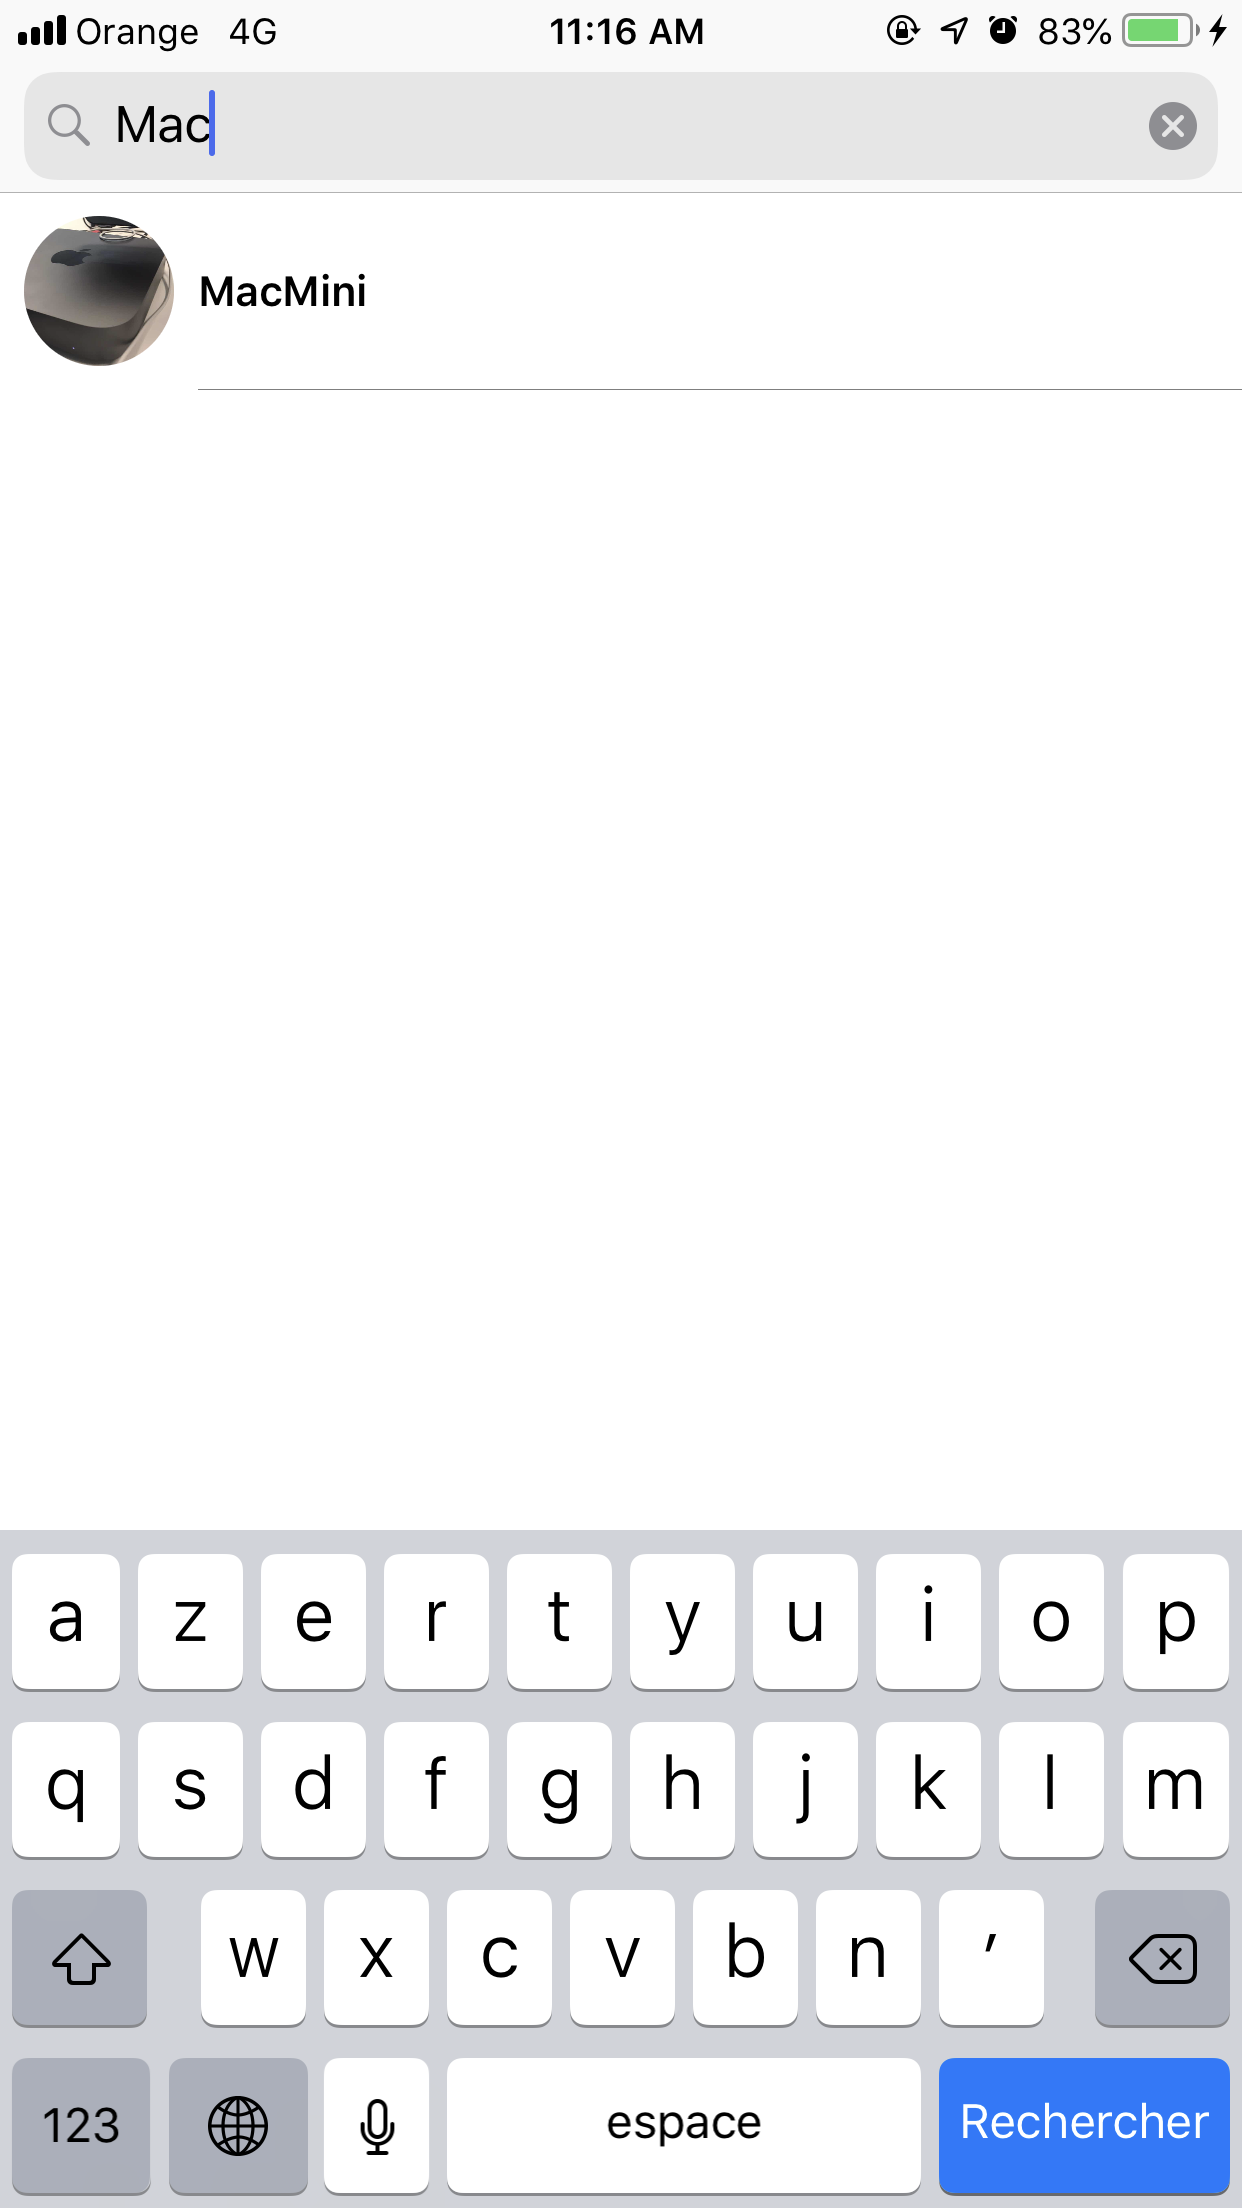 Orange 4G 11:16 AM 83%
Mac
MacMini
a z e r t y u i o p
q s d f g h j k l m
w x c v b n ′
123 espace Rechercher